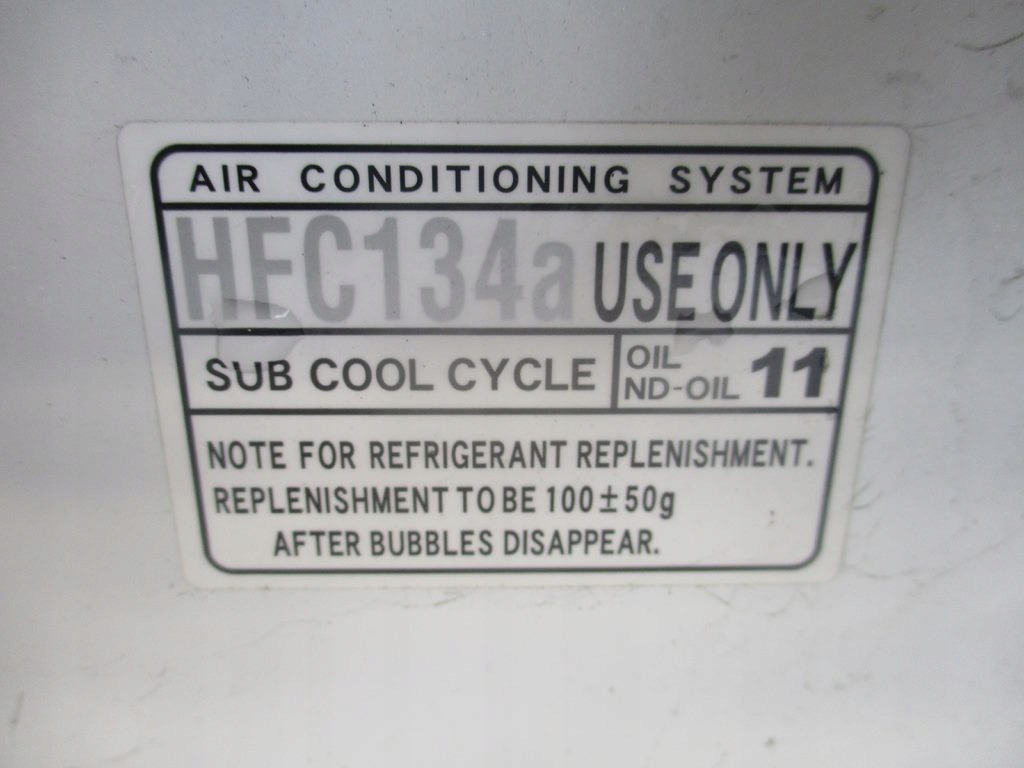 AIR CONDITIONING SYSTEM
HFC134a USE ONLY
SUB COOL CYCLE
OIL
ND-OIL 11
NOTE FOR REFRIGERANT REPLENISHMENT.
REPLENISHMENT TO BE 100±50g
AFTER BUBBLES DISAPPEAR.